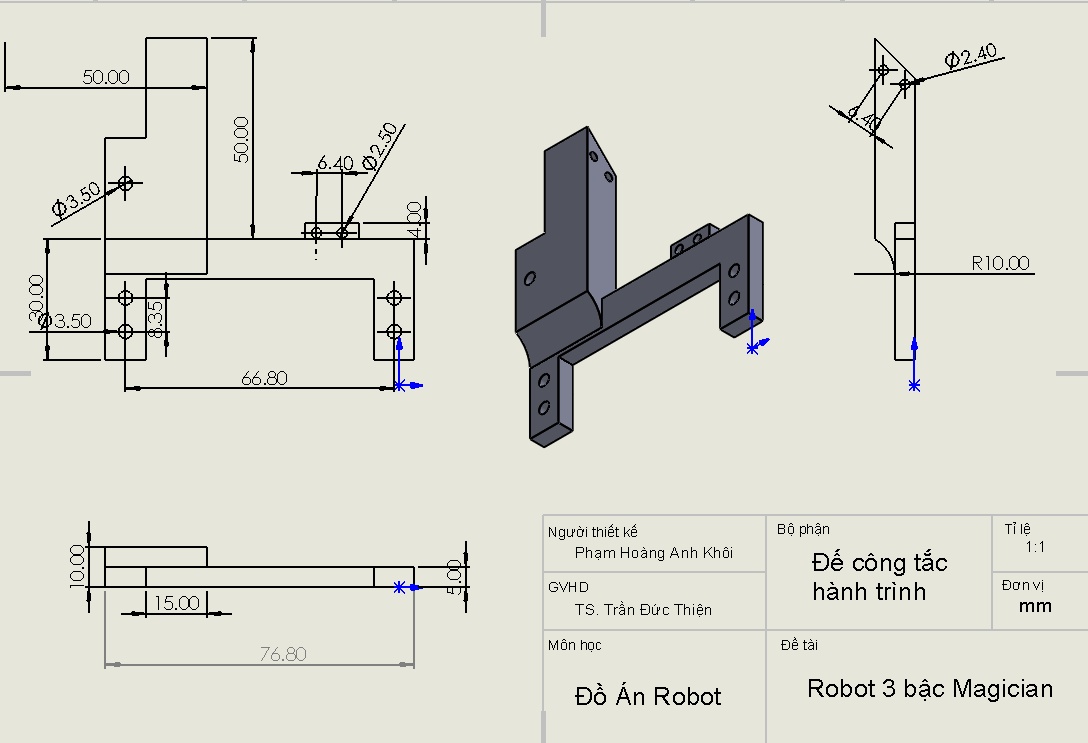 50.00
50.00
6.40
Ø2.50
Ø3.50
4.00
30.00
Ø3.50
8.35
66.80
Ø2.40
6.40
R10.00
10.00
15.00
5.00
76.80
Người thiết kế
Phạm Hoàng Anh Khôi
GVHD
TS. Trần Đức Thiện
Môn học
Đồ Án Robot
Bộ phận
Đế công tắc
hành trình
Tỉ lệ
1:1
Đơn vị
mm
Đề tài
Robot 3 bậc Magician